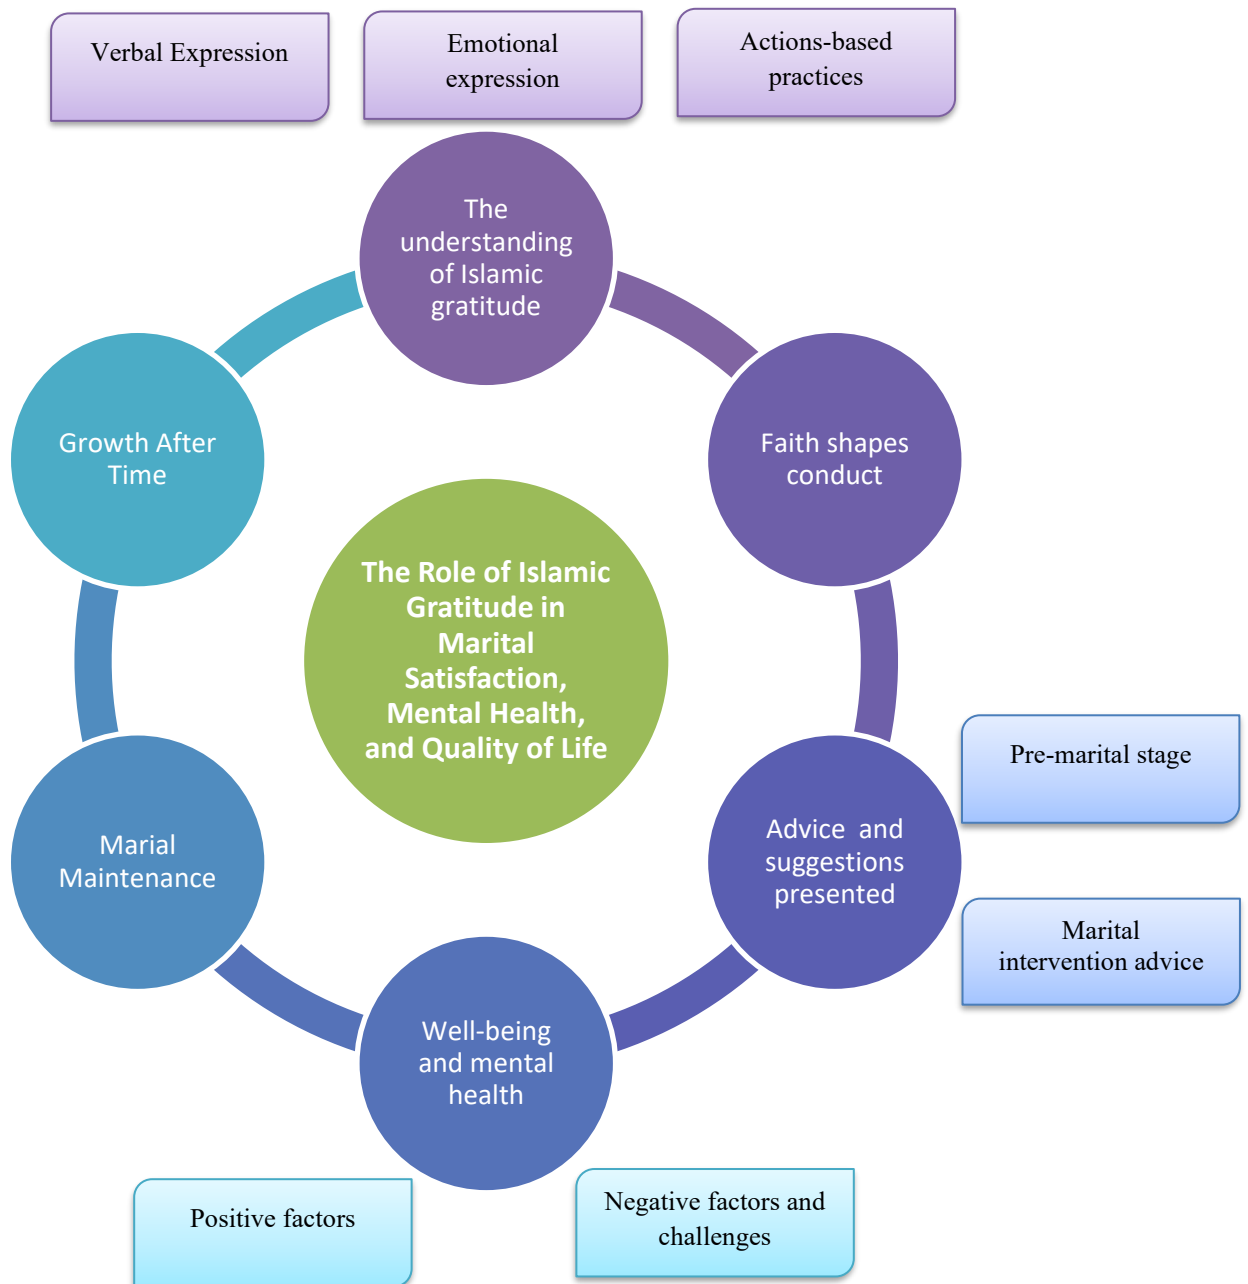 Verbal Expression
Emotional
expression
Actions-based
practices
The
understanding
of Islamic
gratitude
Growth After
Time
Faith shapes
conduct
The Role of Islamic
Gratitude in
Marital
Satisfaction,
Mental Health,
and Quality of Life
Marial
Maintenance
Advice  and
suggestions
presented
Pre-marital stage
Marital
intervention advice
Well-being
and mental
health
Positive factors
Negative factors and
challenges